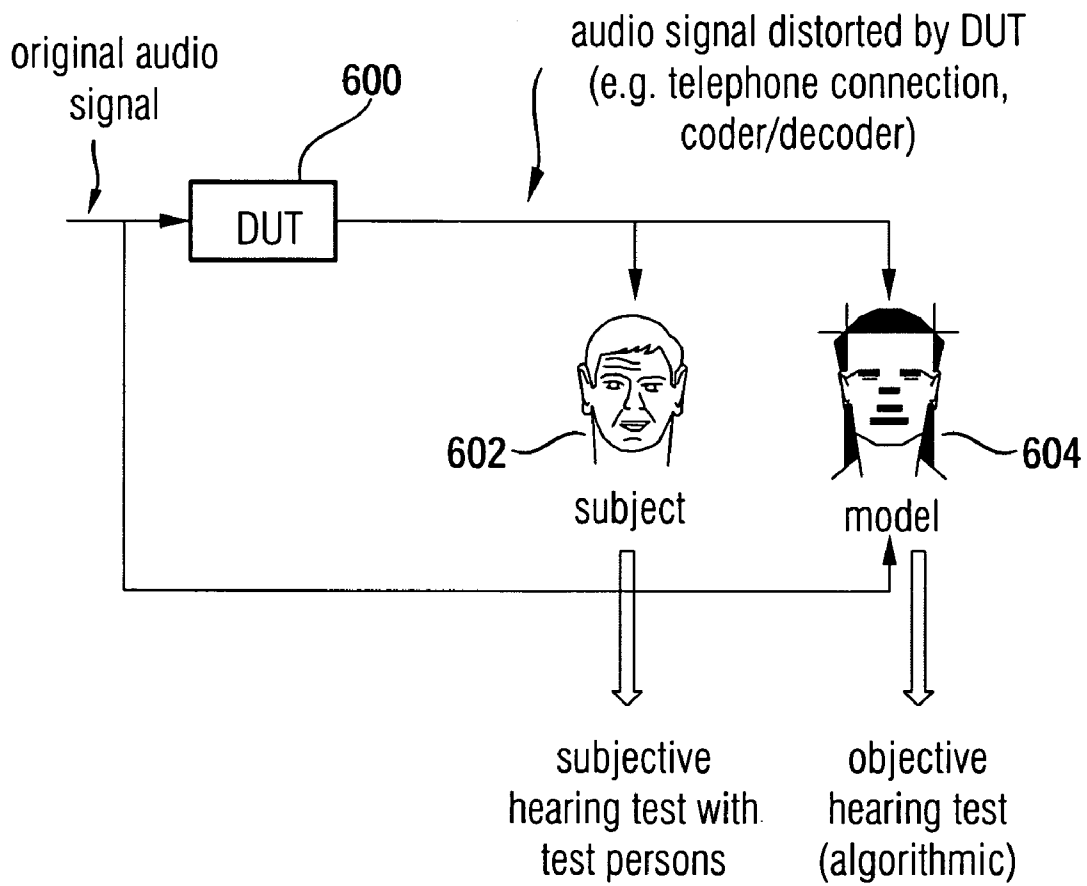 original audio
signal
600
audio signal distorted by DUT
(e.g. telephone connection,
coder/decoder)
DUT
602
604
subject
model
subjective
hearing test with
test persons
objective
hearing test
(algorithmic)